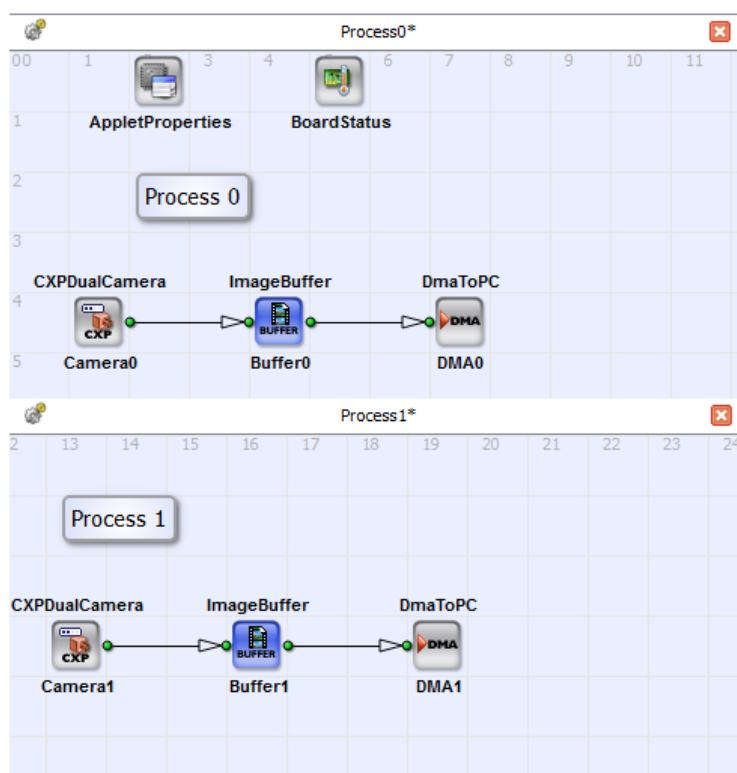 Process0*
00 1 2 3 4 5 6 7 8 9 10 11
AppletProperties BoardStatus
1
2
Process 0
3
CXPDualCamera ImageBuffer DmaToPC
4
CXP BUFFER DMA
5
Camera0 Buffer0 DMA0
Process1*
2 13 14 15 16 17 18 19 20 21 22 23 24
Process 1
CXPDualCamera ImageBuffer DmaToPC
CXP BUFFER DMA
Camera1 Buffer1 DMA1